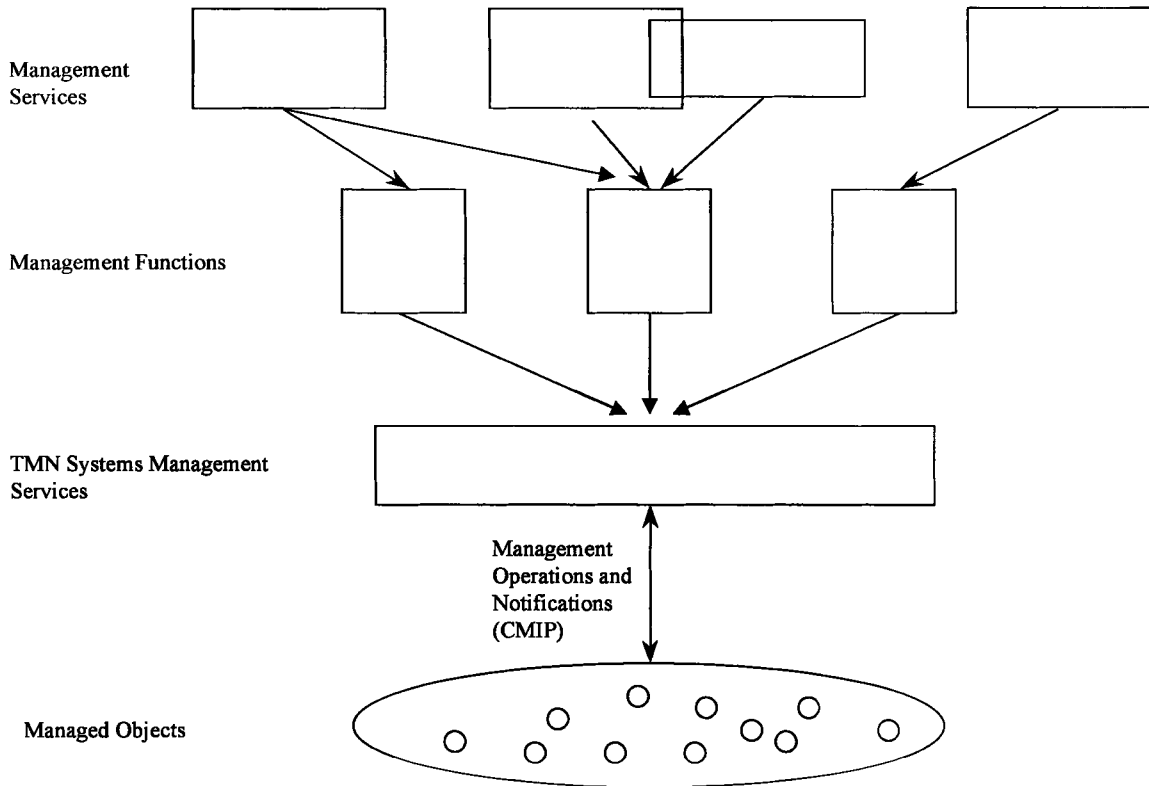 Management
Services
Management Functions
TMN Systems Management
Services
Management
Operations and
Notifications
(CMIP)
Managed Objects